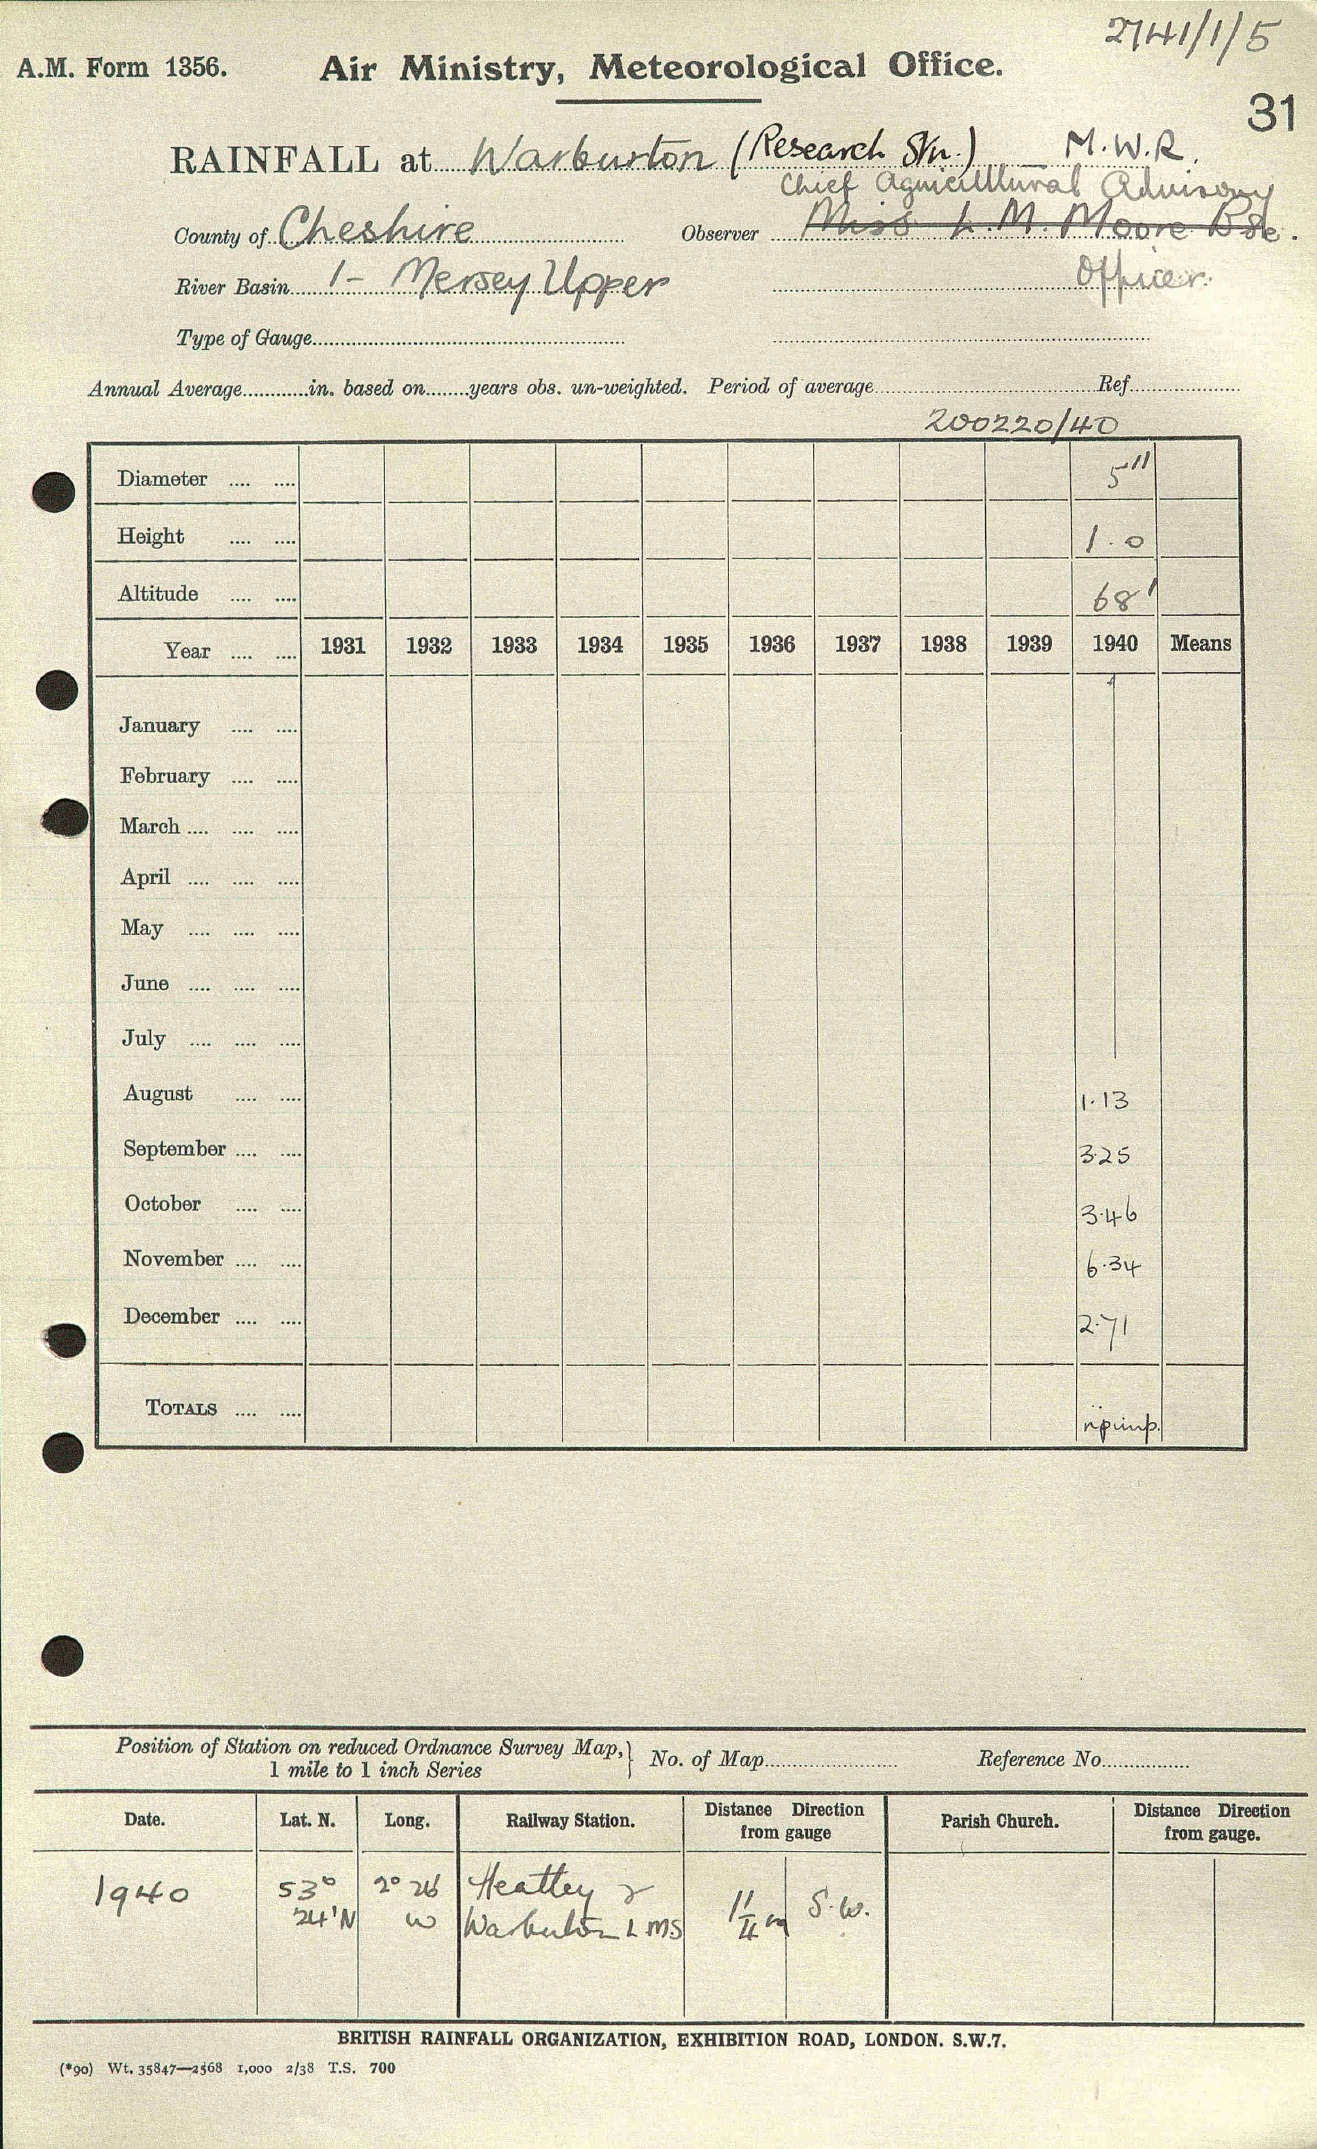 2741/1/5
A.M. Form 1356. Air Ministry, Meteorological Office.
31
RAINFALL at Warburton (Research Stn.) M.W.R.
Chief Agricultural Advisory
County of Cheshire Observer Miss L. M. Moore BSc.
River Basin 1- Mersey Upper Officer.
Type of Gauge
Annual Average in. based on years obs. un-weighted. Period of average Ref
200220/40
Diameter .... .... 5"
Height .... .... 1.0
Altitude .... .... 68'
Year .... .... 1931 1932 1933 1934 1935 1936 1937 1938 1939 1940 Means
January .... ....
February .... ....
March .... .... ....
April .... .... ....
May .... .... ....
June .... .... ....
July .... .... ....
August .... .... 1.13
September .... .... 3.25
October .... .... 3.46
November .... .... 6.34
December .... .... 2.71
TOTALS .... ....
Position of Station on reduced Ordnance Survey Map, } No. of Map Reference No.
1 mile to 1 inch Series
Date. Lat. N. Long. Railway Station. Distance Direction from gauge Parish Church. Distance Direction from gauge.
1940 53° 2° 26 Heatley & 1 1/4 m S.W.
24'N W Warburton LMS
BRITISH RAINFALL ORGANIZATION, EXHIBITION ROAD, LONDON. S.W.7.
(*90) Wt. 35847—2568 1,000 2/38 T.S. 700